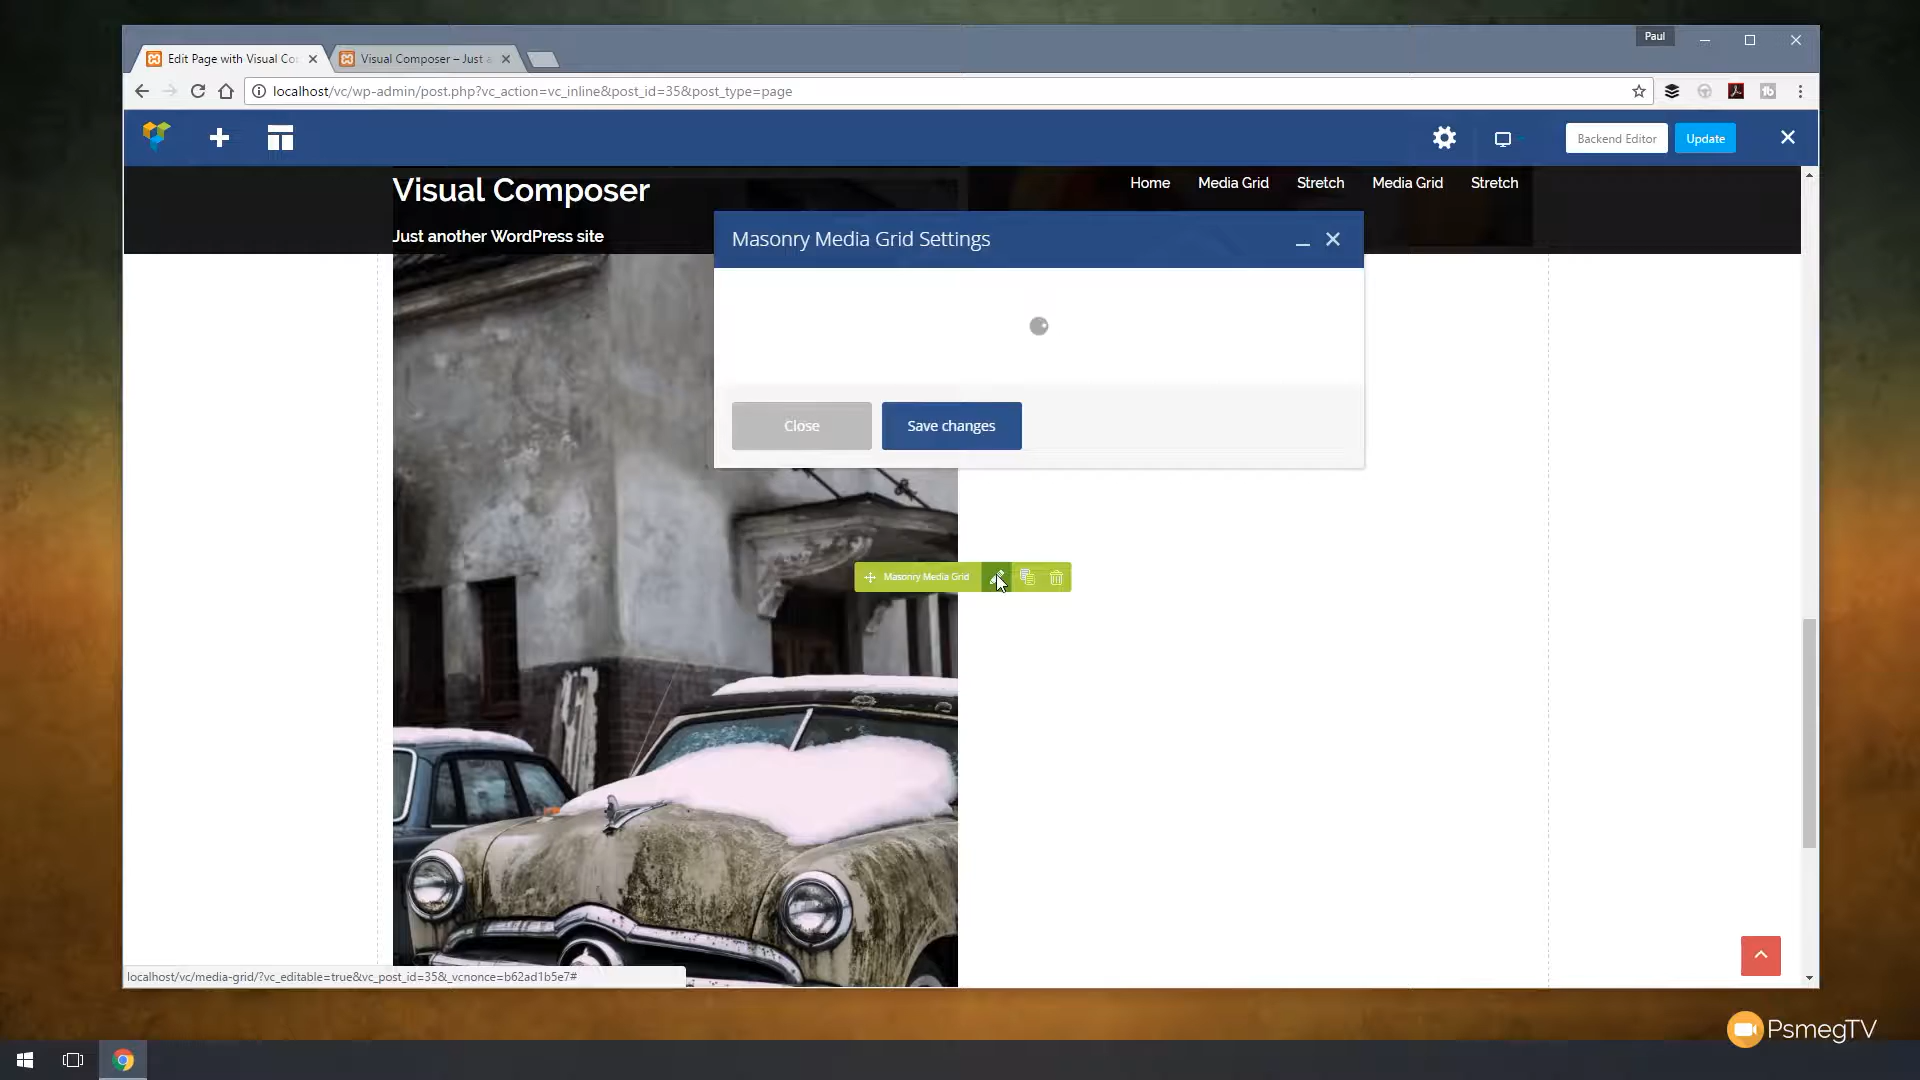 Paul
Edit Page with Visual Co
Visual Composer – Just a
localhost/vc/wp-admin/post.php?vc_action=vc_inline&post_id=35&post_type=page
Backend Editor
Update
Visual Composer
Home
Media Grid
Stretch
Media Grid
Stretch
Just another WordPress site
Masonry Media Grid Settings
Close
Save changes
Masonry Media Grid
localhost/vc/media-grid/?vc_editable=true&vc_post_id=35&_vcnonce=b62ad1b5e7#
PsmegTV